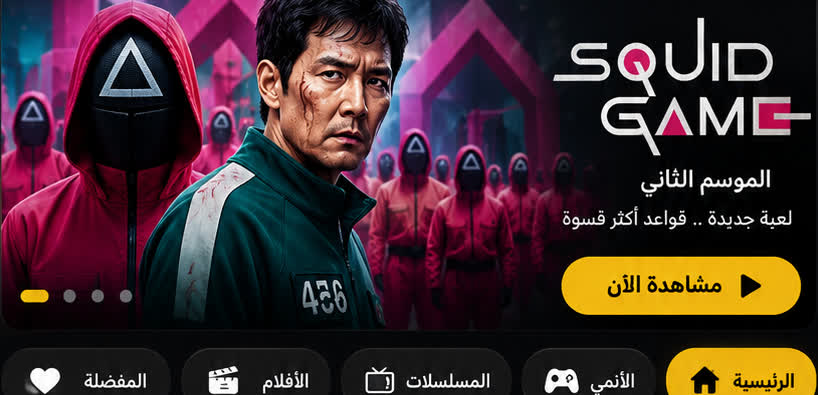 SQUID
GAME
الموسم الثاني
لعبة جديدة .. قواعد أكثر قسوة
مشاهدة الأن
456
الرئيسية
الأنمي
المسلسلات
الأفلام
المفضلة